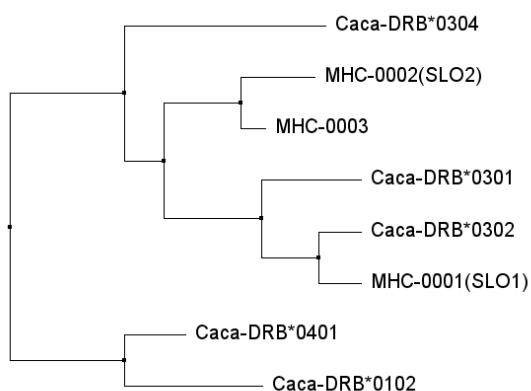 Caca-DRB*0304
MHC-0002(SLO2)
MHC-0003
Caca-DRB*0301
Caca-DRB*0302
MHC-0001(SLO1)
Caca-DRB*0401
Caca-DRB*0102